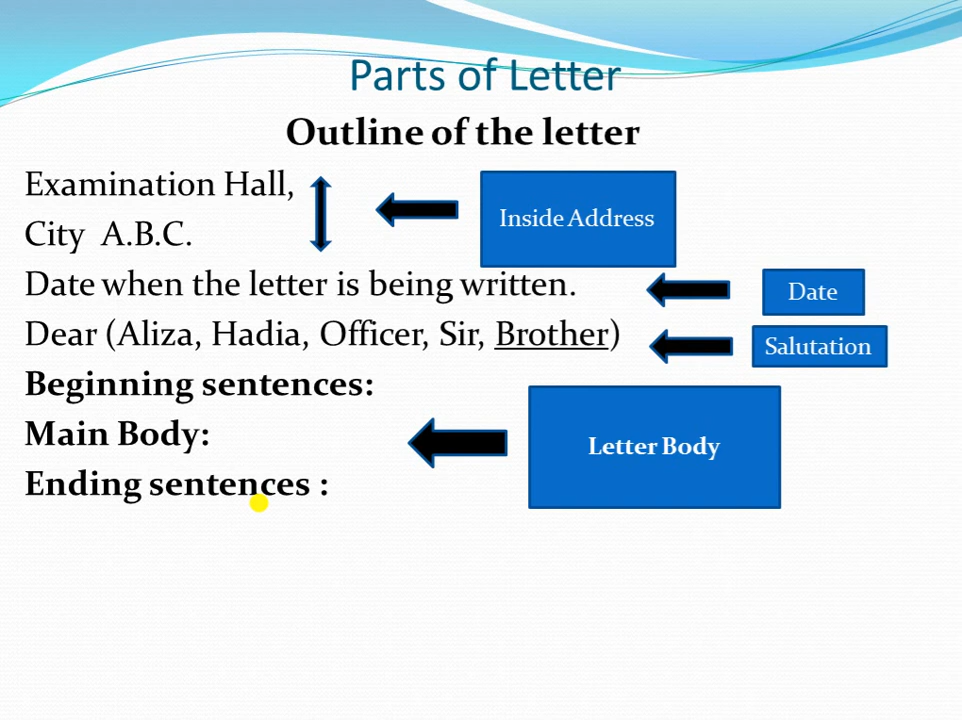 Parts of Letter
Outline of the letter
Examination Hall,
City A.B.C.
Inside Address
Date when the letter is being written.
Date
Dear (Aliza, Hadia, Officer, Sir, Brother)
Salutation
Beginning sentences:
Main Body:
Letter Body
Ending sentences :